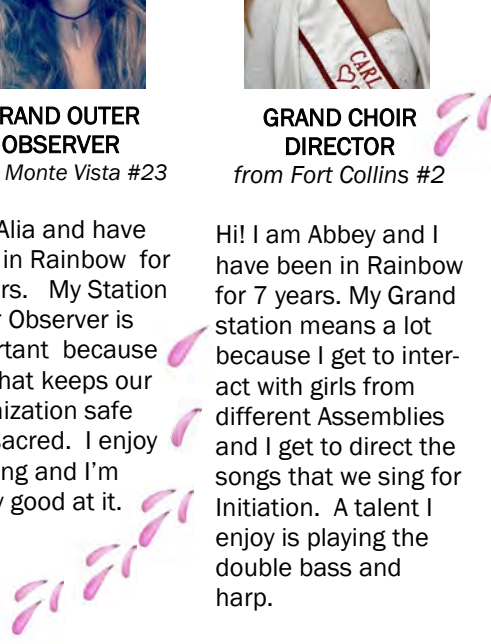 CARL
RAND OUTER
OBSERVER
Monte Vista #23
Alia and have
in Rainbow for
rs. My Station
Observer is
rtant because
hat keeps our
ization safe
sacred. I enjoy
ng and I'm
good at it.
GRAND CHOIR
DIRECTOR
from Fort Collins #2
Hi! I am Abbey and I
have been in Rainbow
for 7 years. My Grand
station means a lot
because I get to inter-
act with girls from
different Assemblies
and I get to direct the
songs that we sing for
Initiation. A talent I
enjoy is playing the
double bass and
harp.